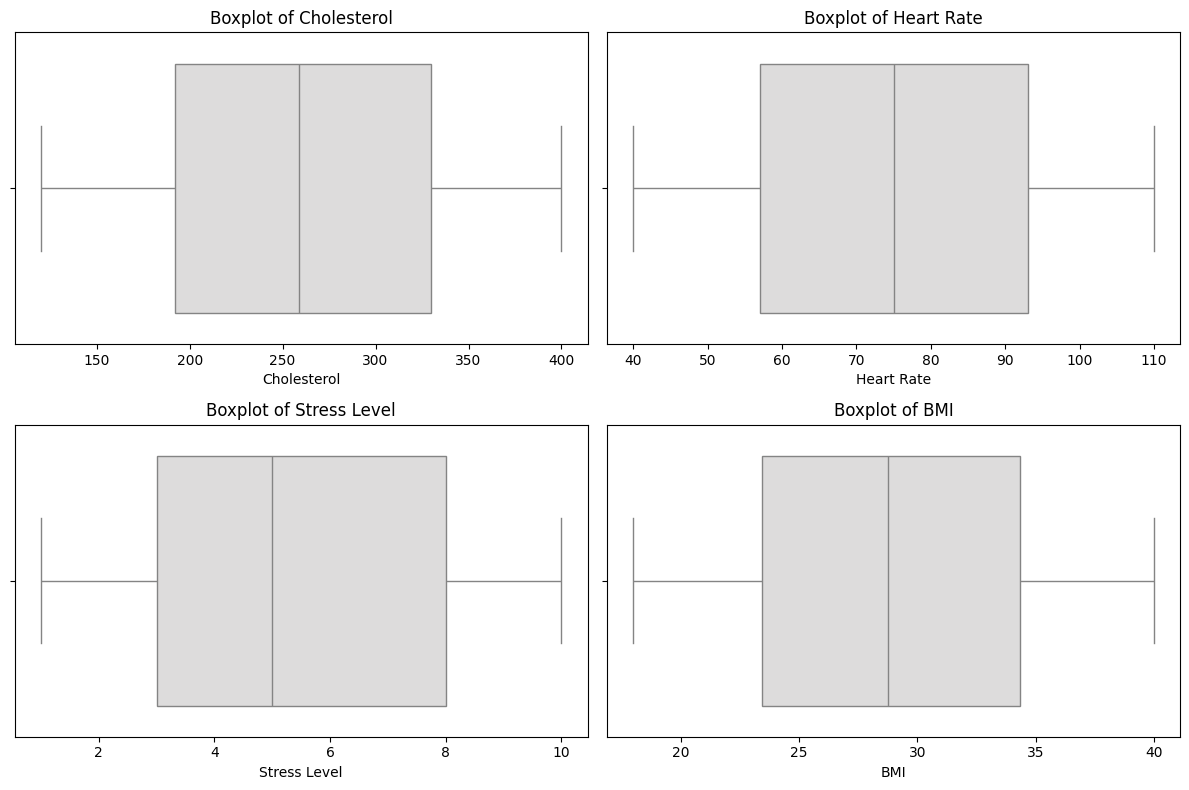 Boxplot of Cholesterol
150 200 250 300 350 400
Cholesterol
Boxplot of Heart Rate
40 50 60 70 80 90 100 110
Heart Rate
Boxplot of Stress Level
2 4 6 8 10
Stress Level
Boxplot of BMI
20 25 30 35 40
BMI